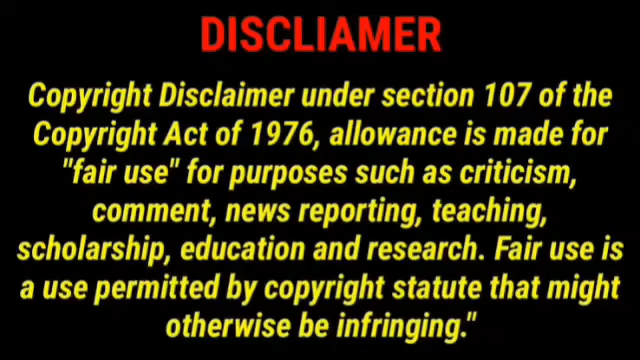 DISCLIAMER
Copyright Disclaimer under section 107 of the
Copyright Act of 1976, allowance is made for
"fair use" for purposes such as criticism,
comment, news reporting, teaching,
scholarship, education and research. Fair use is
a use permitted by copyright statute that might
otherwise be infringing."